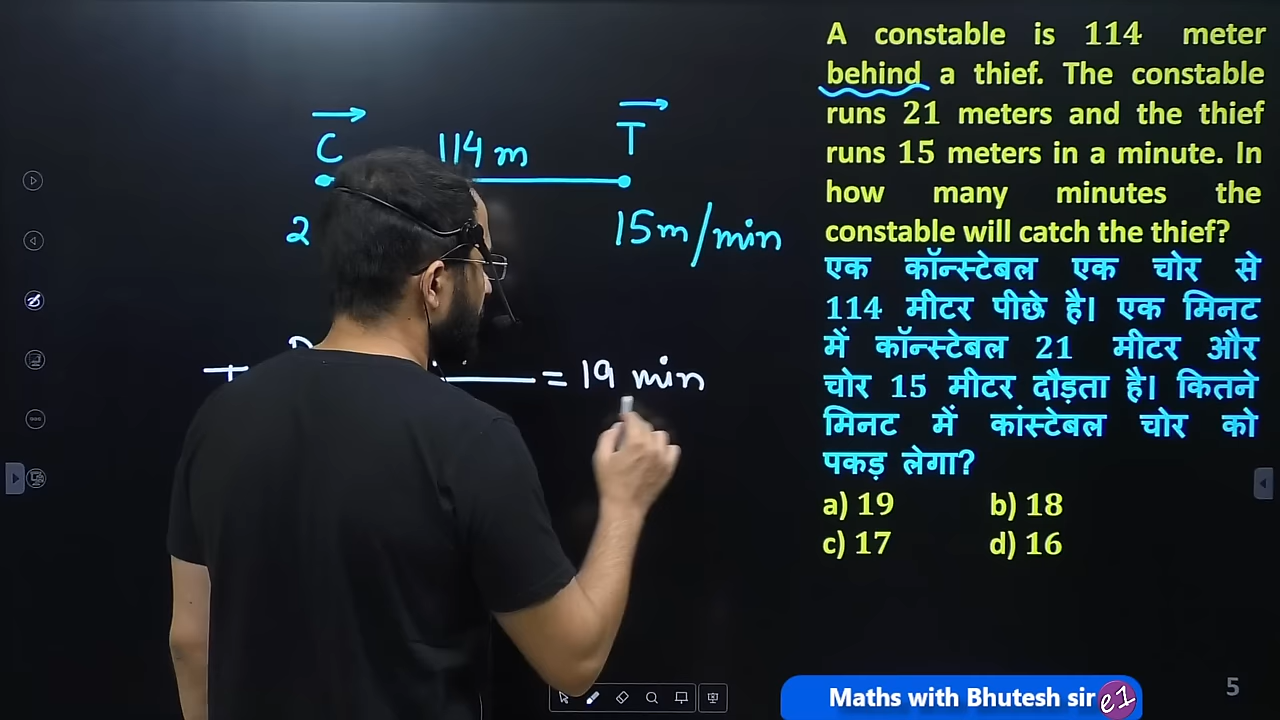 A constable is 114 meter
behind a thief. The constable
runs 21 meters and the thief
runs 15 meters in a minute. In
how many minutes the
constable will catch the thief?
एक कॉन्स्टेबल एक चोर से
114 मीटर पीछे है। एक मिनट
में कॉन्स्टेबल 21 मीटर और
चोर 15 मीटर दौड़ता है। कितने
मिनट में कांस्टेबल चोर को
पकड़ लेगा?
a) 19 b) 18
c) 17 d) 16
C 114 m T
2 15m/min
T = 19 min
Maths with Bhutesh sir e1
5